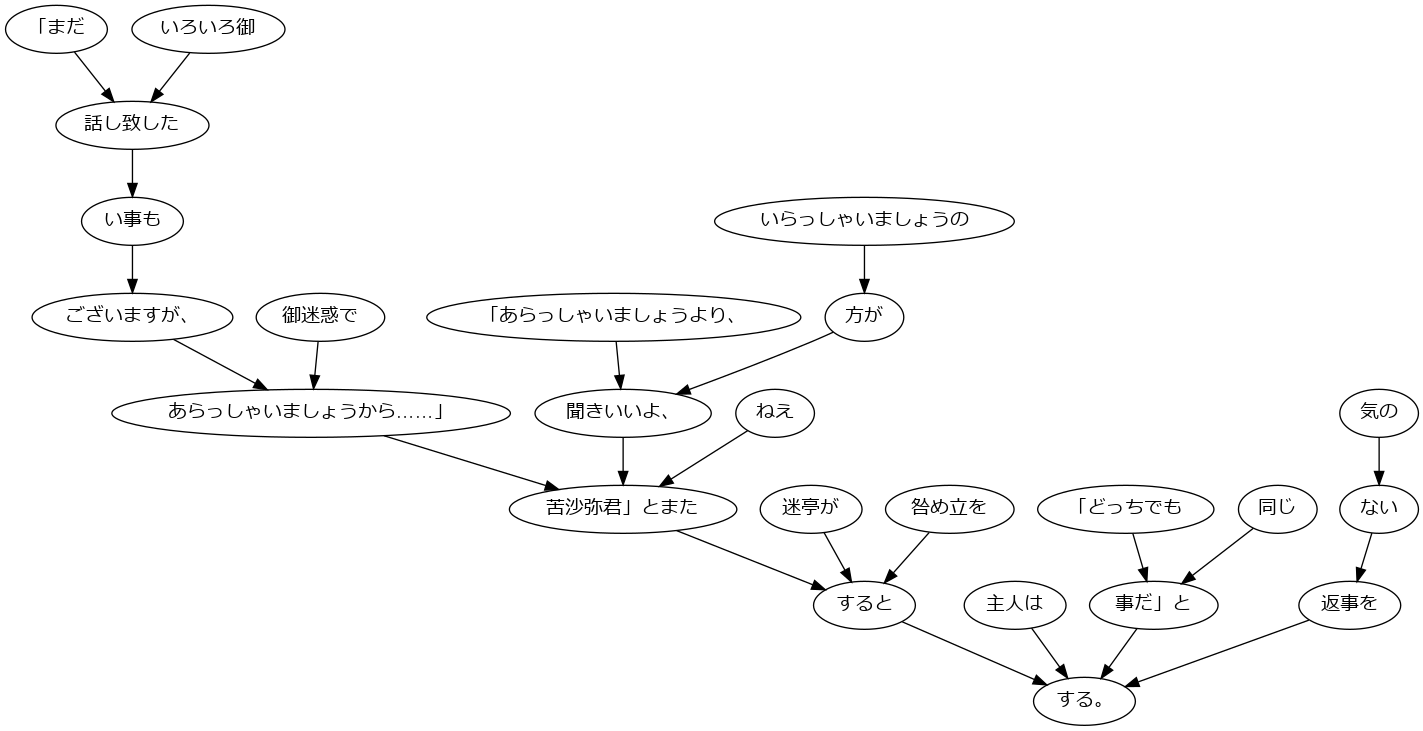 「まだ
いろいろ御
話し致した
い事も
いらっしゃいましょうの
ございますが、
御迷惑で
「あらっしゃいましょうより、
方が
あらっしゃいましょうから……」
聞きいいよ、
ねえ
気の
苦沙弥君」とまた
迷亭が
咎め立を
「どっちでも
同じ
ない
すると
主人は
事だ」と
返事を
する。